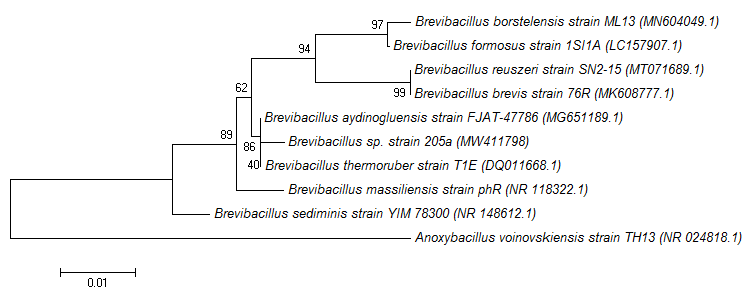 97
Brevibacillus borstelensis strain ML13 (MN604049.1)
94
Brevibacillus formosus strain 1SI1A (LC157907.1)
Brevibacillus reuszeri strain SN2-15 (MT071689.1)
62
99
Brevibacillus brevis strain 76R (MK608777.1)
Brevibacillus aydinogluensis strain FJAT-47786 (MG651189.1)
89
86
Brevibacillus sp. strain 205a (MW411798)
40
Brevibacillus thermoruber strain T1E (DQ011668.1)
Brevibacillus massiliensis strain phR (NR 118322.1)
Brevibacillus sediminis strain YIM 78300 (NR 148612.1)
Anoxybacillus voinovskiensis strain TH13 (NR 024818.1)
0.01